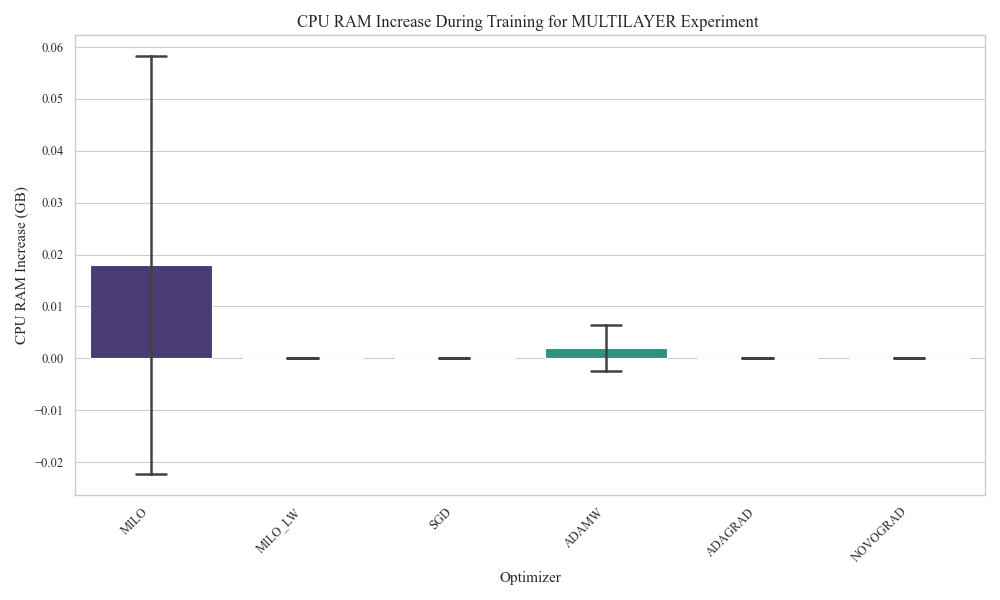 CPU RAM Increase During Training for MULTILAYER Experiment
CPU RAM Increase (GB)
0.06
0.05
0.04
0.03
0.02
0.01
0.00
−0.01
−0.02
MILO
MILO_LW
SGD
ADAMW
ADAGRAD
NOVOGRAD
Optimizer